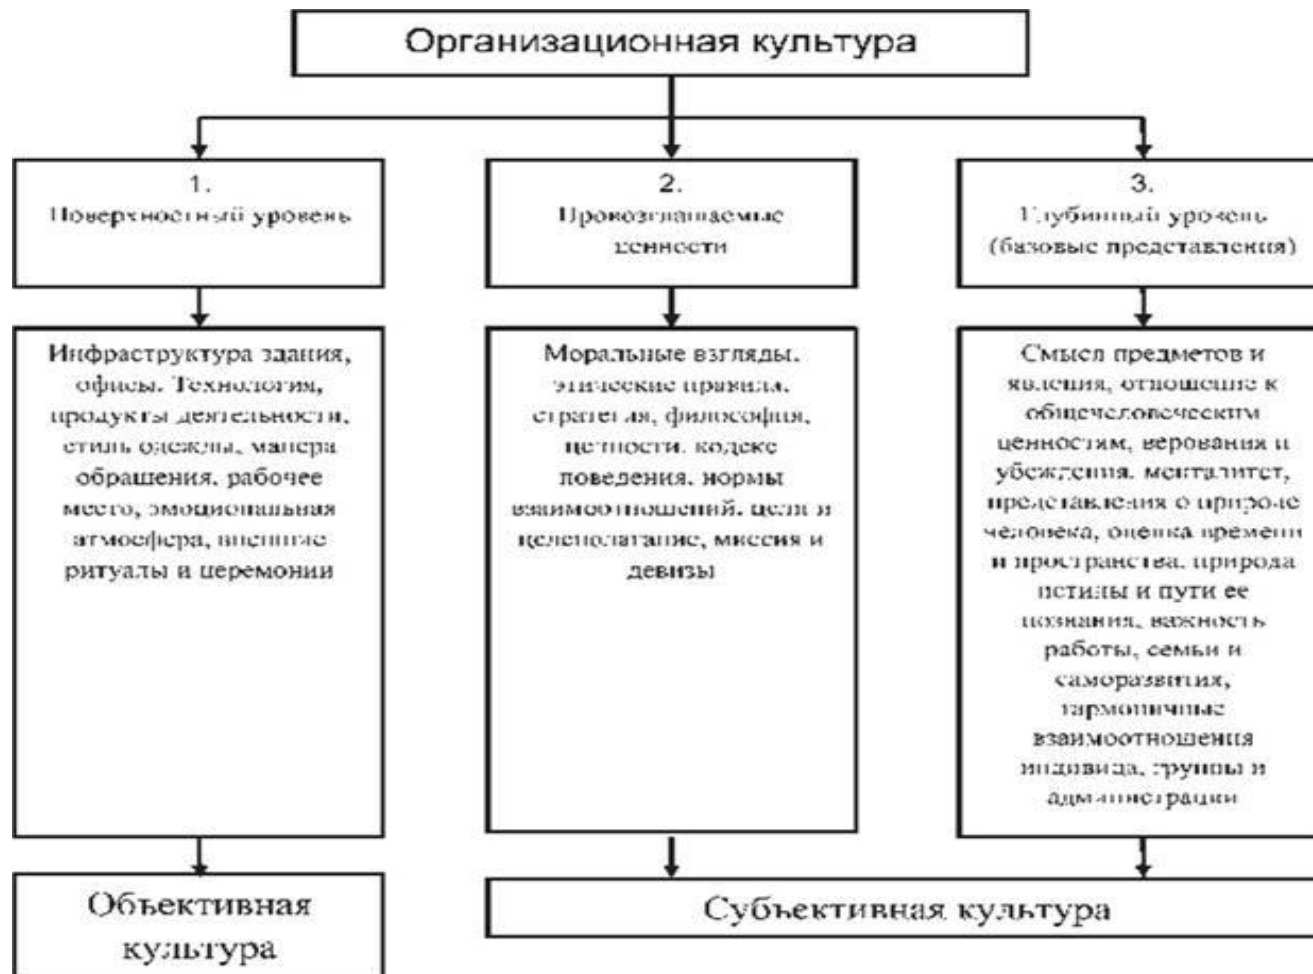 Организационная культура
1.
Поверхностный уровень
2.
Провозглашаемые
ценности
3.
Глубинный уровень
(базовые представления)
Инфраструктура здания,
офисы. Технология,
продукты деятельности,
стиль одежды, манера
обращения, рабочее
место, эмоциональная
атмосфера, внешние
ритуалы и церемонии
Моральные взгляды,
этические правила,
стратегия, философия,
ценности, кодекс
поведения, нормы
взаимоотношений, цели и
целеполагание, миссия и
девизы
Смысл предметов и
явления, отношение к
общечеловеческим
ценностям, верования и
убеждения, менталитет,
представления о природе
человека, оценка времени
и пространства, природа
истины и пути ее
познания, важность
работы, семьи и
саморазвития,
гармоничные
взаимоотношения
индивида, группы и
администрации
Объективная
культура
Субъективная культура